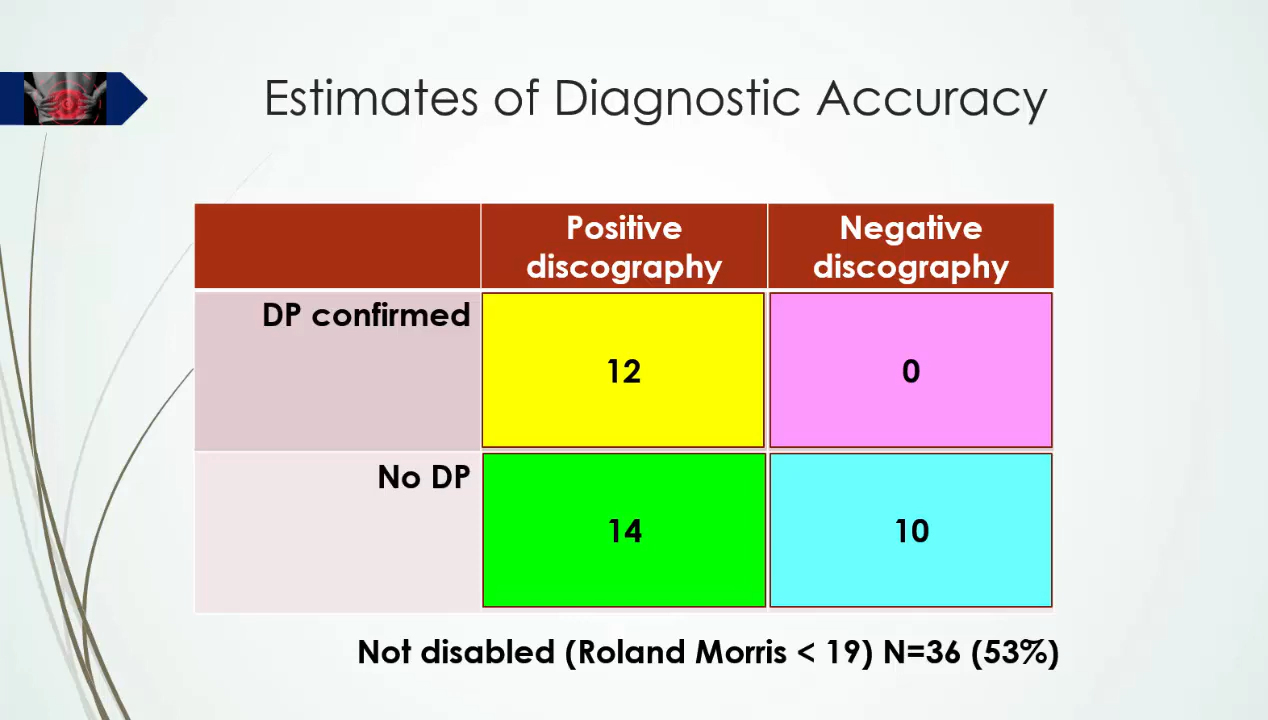 Estimates of Diagnostic Accuracy
Positive
discography
Negative
discography
DP confirmed
12
0
No DP
14
10
Not disabled (Roland Morris < 19) N=36 (53%)